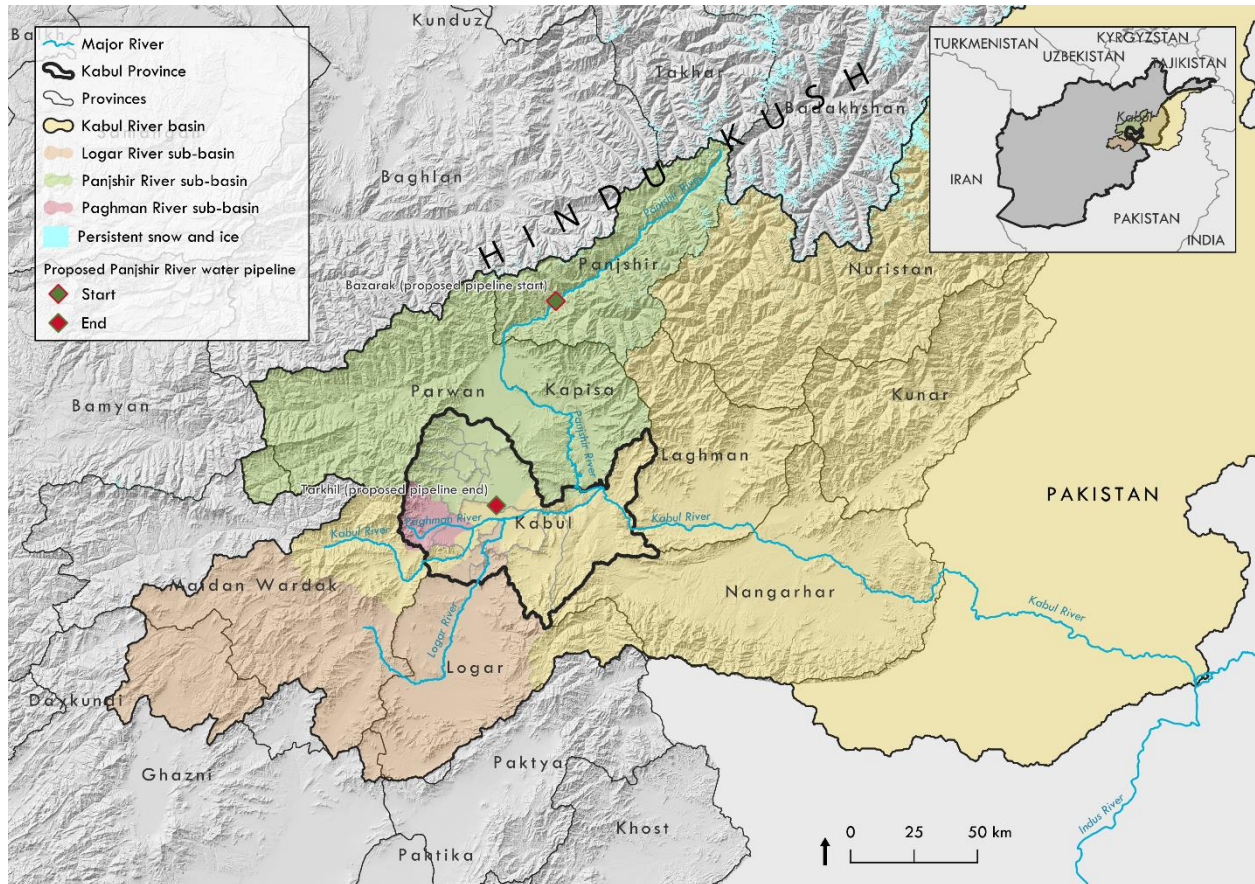 Major River
Kabul Province
Provinces
Kabul River basin
Logar River sub-basin
Panjshir River sub-basin
Paghman River sub-basin
Persistent snow and ice
Proposed Panjshir River water pipeline
Start
End
Kunduz
Takhar
Badakhshan
Baghlan
HINDU KUSH
Panjshir River
Panjshir
Bazarak (proposed pipeline start)
Nuristan
Bamyan
Parwan
Kapisa
Kunar
Panjshir River
Laghman
PAKISTAN
Tarkhil (proposed pipeline end)
Paghman River
Kabul
Kabul River
Kabul River
Maidan Wardak
Nangarhar
Kabul River
Logar River
Logar
Daykundi
Ghazni
Paktya
Khost
Paktika
Indus River
0 25 50 km
TURKMENISTAN
UZBEKISTAN
KYRGYZSTAN
TAJIKISTAN
Kabul
IRAN
PAKISTAN
INDIA